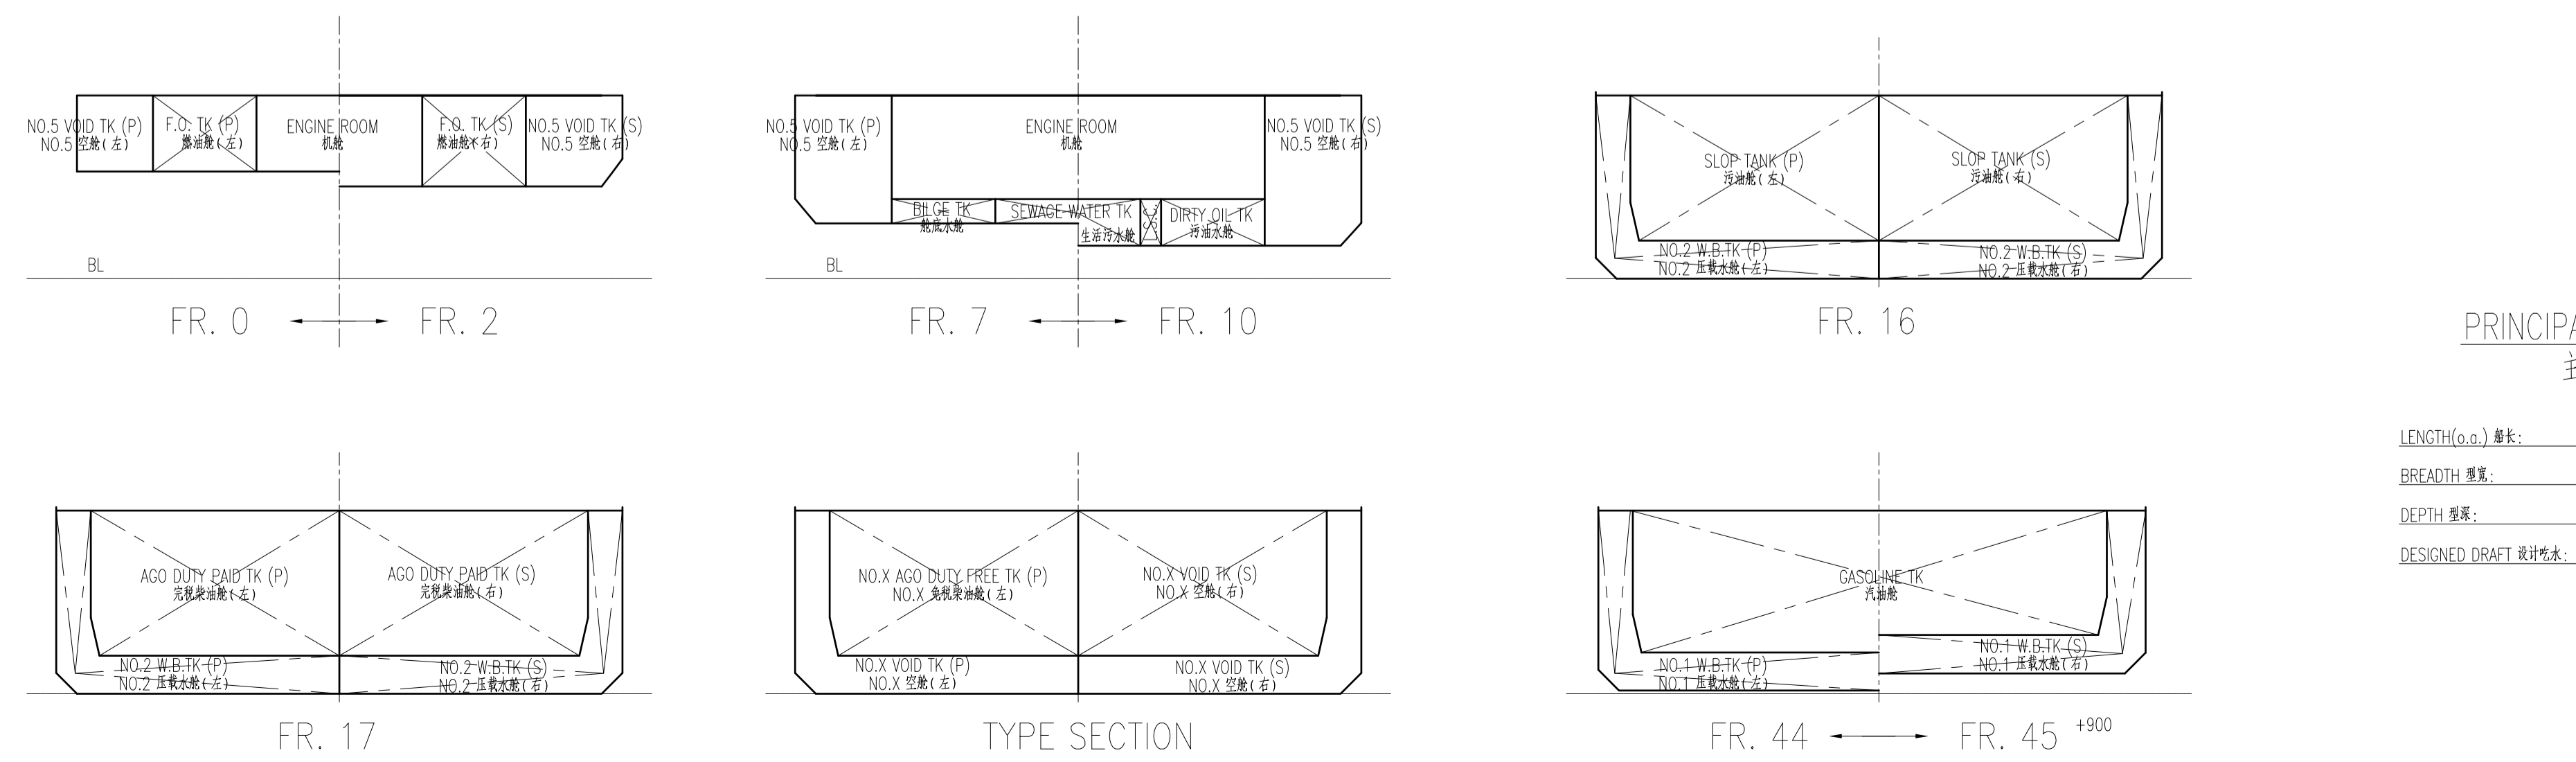 NO.5 VOID TK (P)
NO.5 空舱(左)
F.O. TK (P)
燃油舱(左)
ENGINE ROOM
机舱
F.O. TK (S)
燃油舱(右)
NO.5 VOID TK (S)
NO.5 空舱(右)
BL
FR. 0
FR. 2
NO.5 VOID TK (P)
NO.5 空舱(左)
ENGINE ROOM
机舱
NO.5 VOID TK (S)
NO.5 空舱(右)
BILGE TK
舱底水舱
SEWAGE WATER TK
生活污水舱
L.S.C.
DIRTY OIL TK
污油水舱
BL
FR. 7
FR. 10
SLOP TANK (P)
污油舱(左)
SLOP TANK (S)
污油舱(右)
NO.2 W.B.TK (P)
NO.2 压载水舱(左)
NO.2 W.B.TK (S)
NO.2 压载水舱(右)
FR. 16
AGO DUTY PAID TK (P)
完税柴油舱(左)
AGO DUTY PAID TK (S)
完税柴油舱(右)
NO.2 W.B.TK (P)
NO.2 压载水舱(左)
NO.2 W.B.TK (S)
NO.2 压载水舱(右)
FR. 17
NO.X AGO DUTY FREE TK (P)
NO.X 免税柴油舱(左)
NO.X VOID TK (S)
NO.X 空舱(右)
NO.X VOID TK (P)
NO.X 空舱(左)
NO.X VOID TK (S)
NO.X 空舱(右)
TYPE SECTION
GASOLINE TK
汽油舱
NO.1 W.B.TK (P)
NO.1 压载水舱(左)
NO.1 W.B.TK (S)
NO.1 压载水舱(右)
FR. 44
FR. 45 +900
PRINCIPA
LENGTH(o.a.) 船长:
BREADTH 型宽:
DEPTH 型深:
DESIGNED DRAFT 设计吃水: